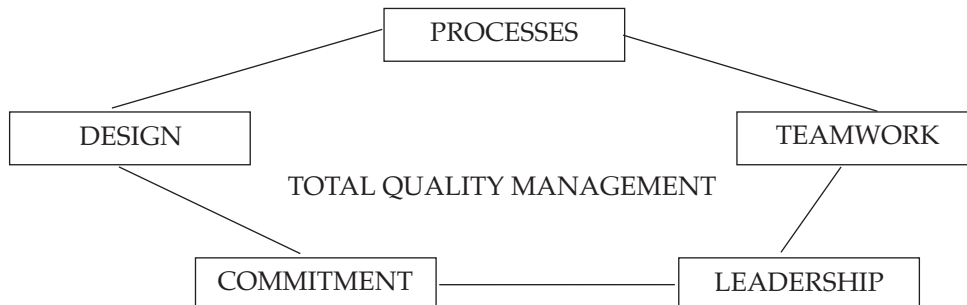 PROCESSES
DESIGN
TEAMWORK
TOTAL QUALITY MANAGEMENT
COMMITMENT
LEADERSHIP